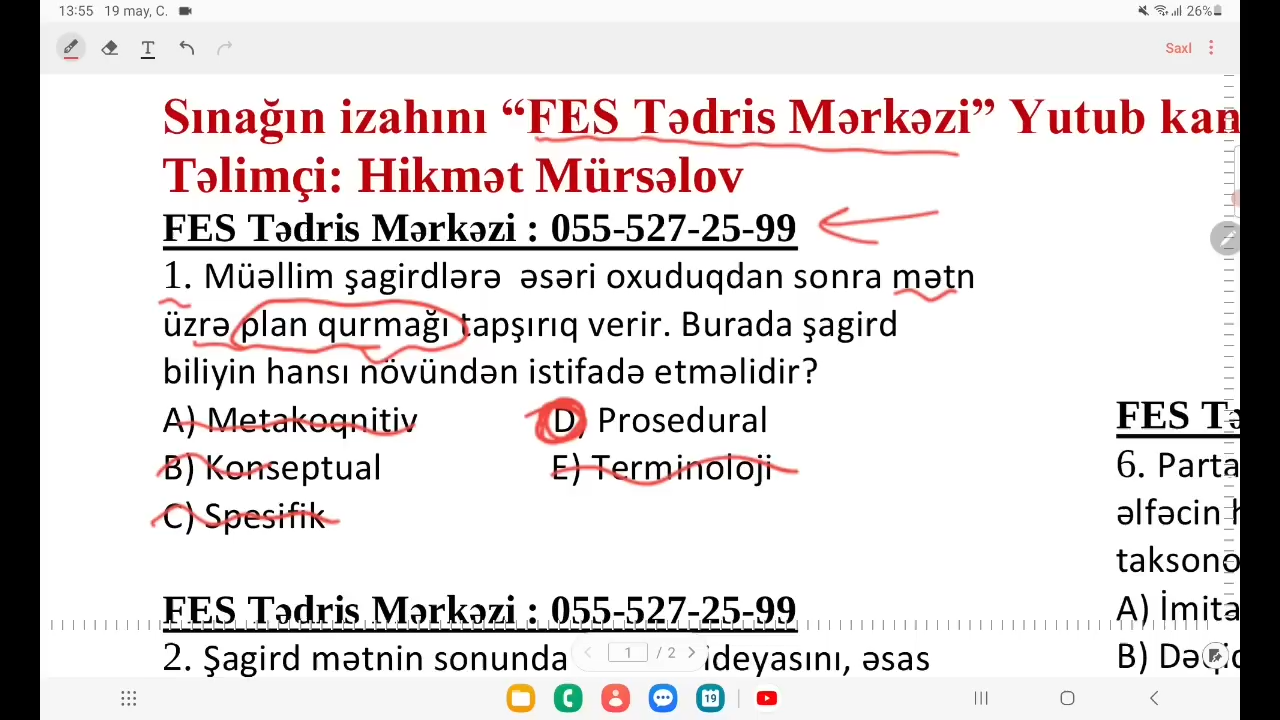 13:55 19 may, C. 26%
T Saxl
Sınağın izahını “FES Tədris Mərkəzi” Yutub kan
Təlimçi: Hikmət Mürsəlov
FES Tədris Mərkəzi : 055-527-25-99
1. Müəllim şagirdlərə əsəri oxuduqdan sonra mətn
üzrə plan qurmağı tapşırıq verir. Burada şagird
biliyin hansı növündən istifadə etməlidir?
A) Metakoqnitiv D) Prosedural
B) Konseptual E) Terminoloji
C) Spesifik
FES Tədris Mərkəzi : 055-527-25-99
2. Şagird mətnin sonunda ideyasını, əsas
1 / 2
FES Tə
6. Parta
əlfəcin h
taksono
A) İmita
B) Dəqiq
19